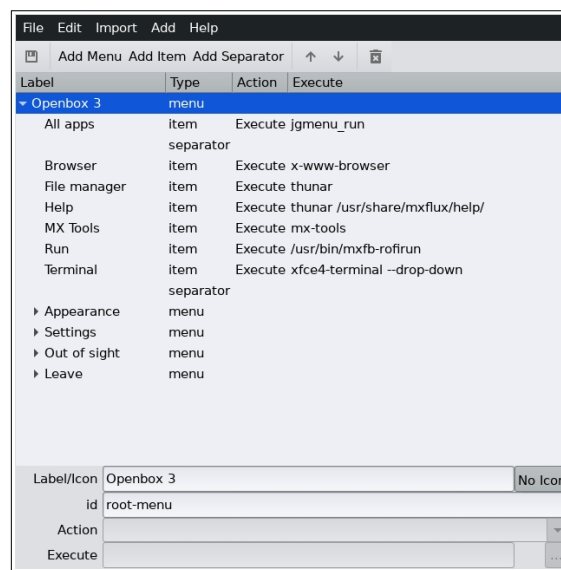 File Edit Import Add Help
Add Menu Add Item Add Separator
Label Type Action Execute
Openbox 3 menu
All apps item Execute jgmenu_run
separator
Browser item Execute x-www-browser
File manager item Execute thunar
Help item Execute thunar /usr/share/mxflux/help/
MX Tools item Execute mx-tools
Run item Execute /usr/bin/mxfb-rofirun
Terminal item Execute xfce4-terminal --drop-down
separator
Appearance menu
Settings menu
Out of sight menu
Leave menu
Label/Icon Openbox 3 No Icon
id root-menu
Action
Execute ...